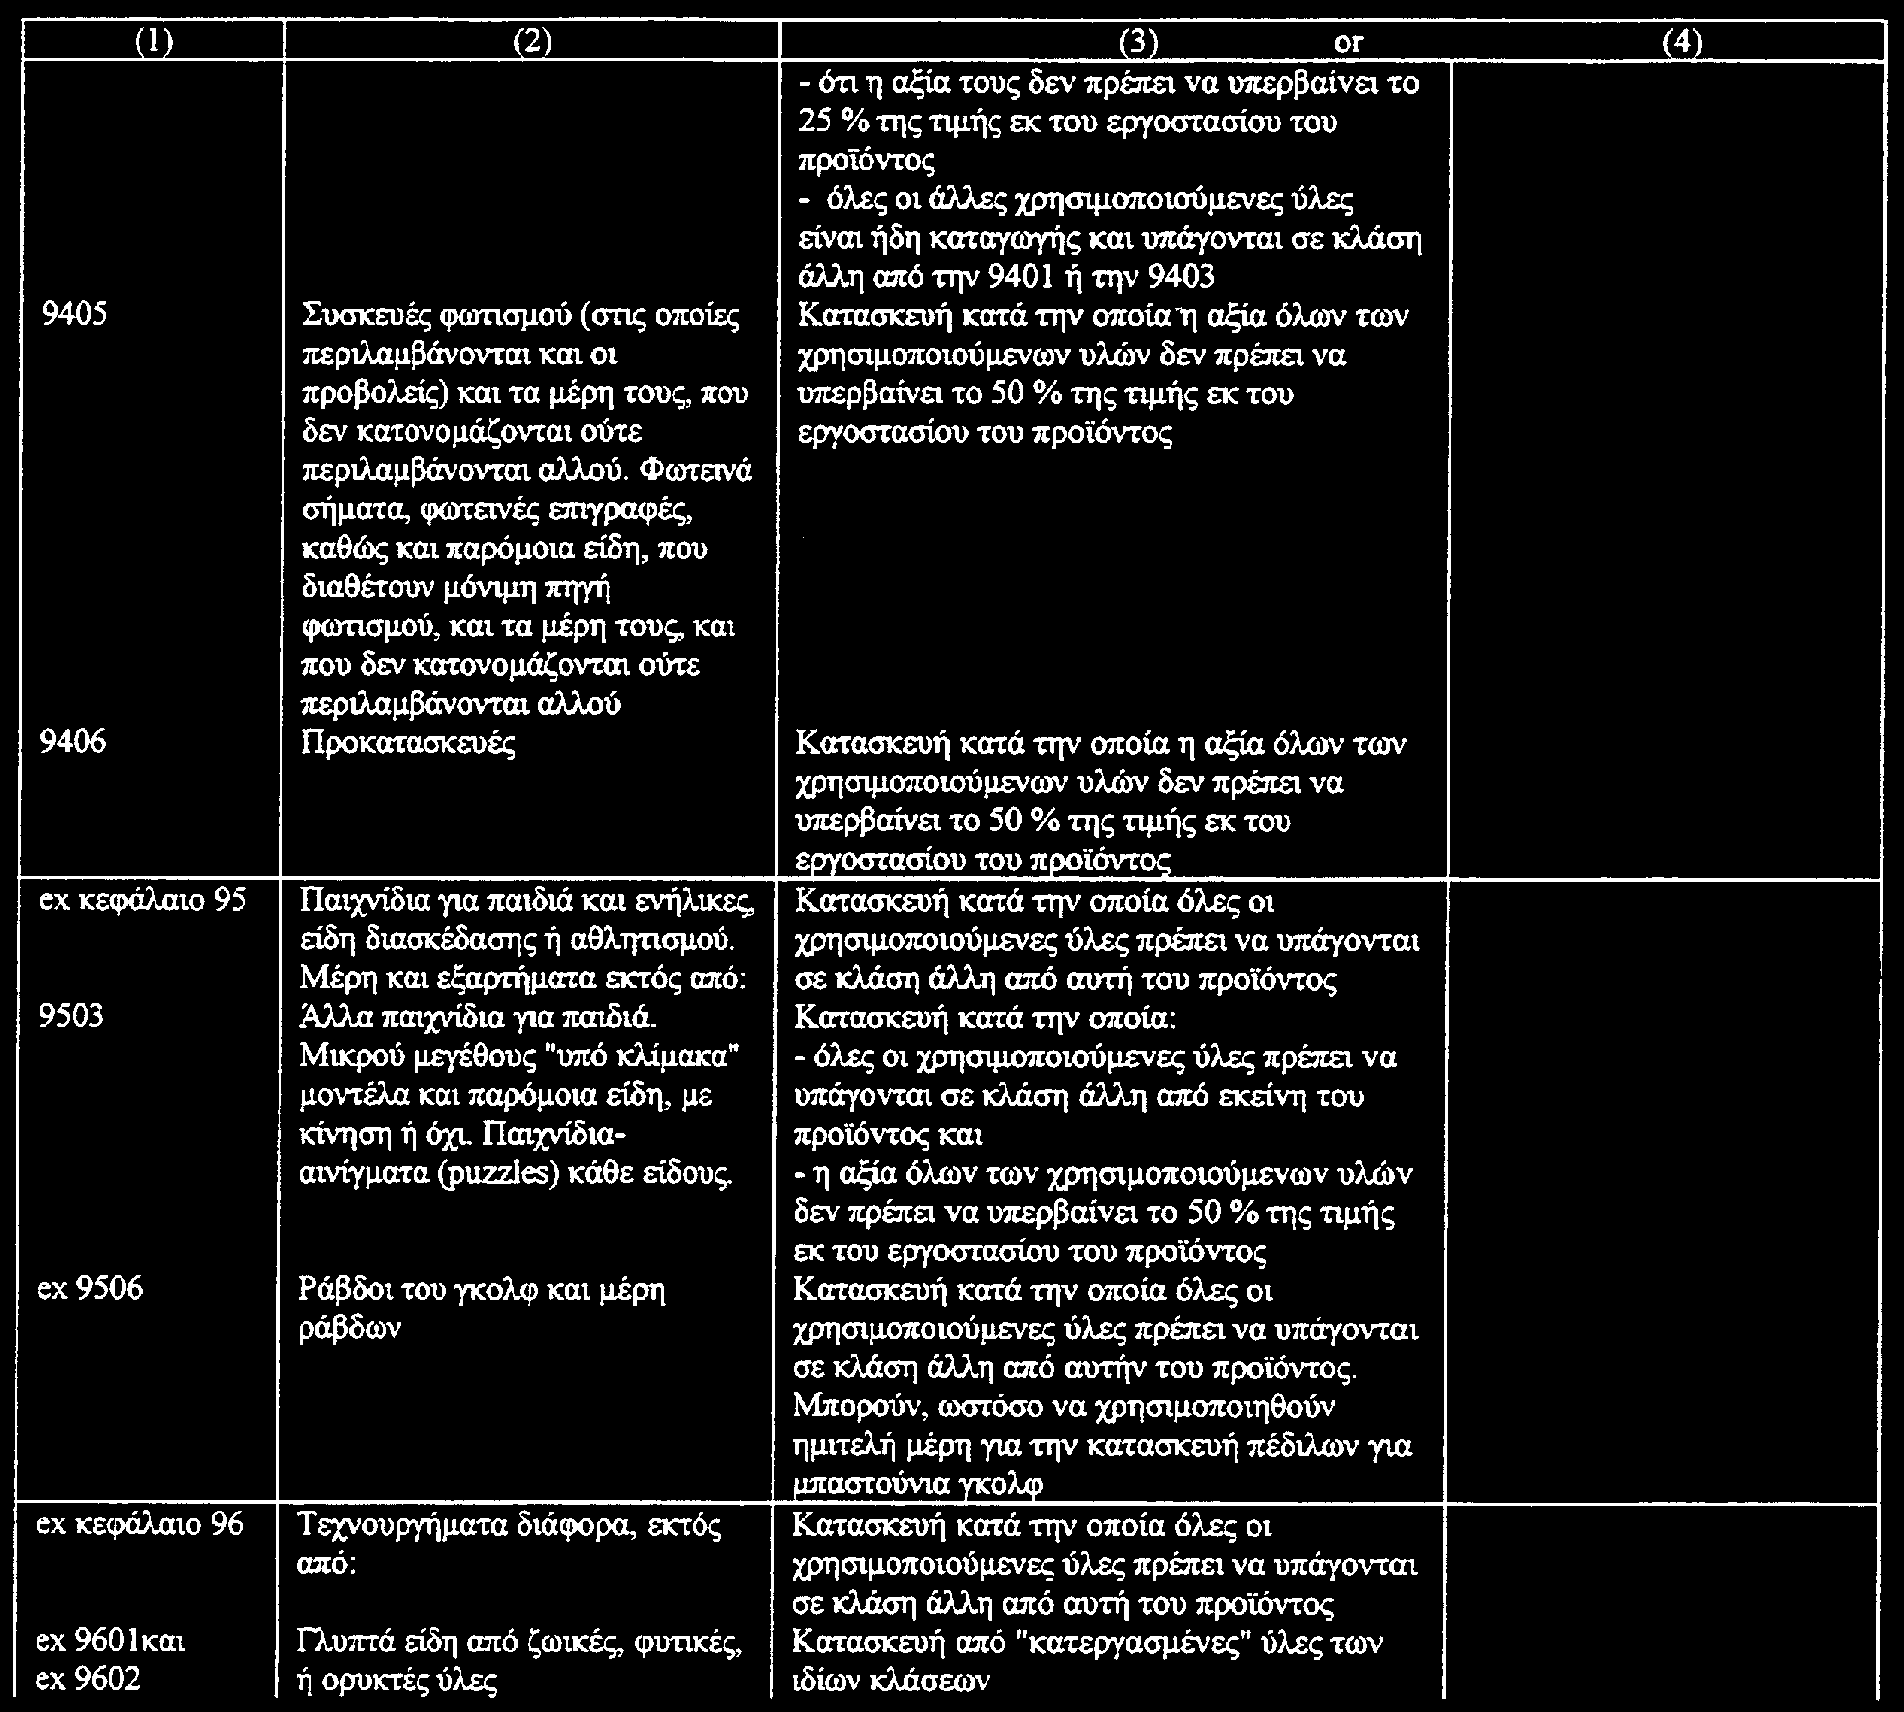 (1) (2) (3) or (4)
- ότι η αξία τους δεν πρέπει να υπερβαίνει το
25 % της τιμής εκ του εργοστασίου του
προϊόντος
- όλες οι άλλες χρησιμοποιούμενες ύλες
είναι ήδη καταγωγής και υπάγονται σε κλάση
άλλη από την 9401 ή την 9403
9405
Συσκευές φωτισμού (στις οποίες
περιλαμβάνονται και οι
προβολείς) και τα μέρη τους, που
δεν κατονομάζονται ούτε
περιλαμβάνονται αλλού. Φωτεινά
σήματα, φωτεινές επιγραφές,
καθώς και παρόμοια είδη, που
διαθέτουν μόνιμη πηγή
φωτισμού, και τα μέρη τους, και
που δεν κατονομάζονται ούτε
περιλαμβάνονται αλλού
Κατασκευή κατά την οποία η αξία όλων των
χρησιμοποιούμενων υλών δεν πρέπει να
υπερβαίνει το 50 % της τιμής εκ του
εργοστασίου του προϊόντος
9406
Προκατασκευές
Κατασκευή κατά την οποία η αξία όλων των
χρησιμοποιούμενων υλών δεν πρέπει να
υπερβαίνει το 50 % της τιμής εκ του
εργοστασίου του προϊόντος
ex κεφάλαιο 95
Παιχνίδια για παιδιά και ενήλικες,
είδη διασκέδασης ή αθλητισμού.
Μέρη και εξαρτήματα εκτός από:
Κατασκευή κατά την οποία όλες οι
χρησιμοποιούμενες ύλες πρέπει να υπάγονται
σε κλάση άλλη από αυτή του προϊόντος
9503
Άλλα παιχνίδια για παιδιά.
Μικρού μεγέθους "υπό κλίμακα"
μοντέλα και παρόμοια είδη, με
κίνηση ή όχι. Παιχνίδια-
αινίγματα (puzzles) κάθε είδους.
Κατασκευή κατά την οποία:
- όλες οι χρησιμοποιούμενες ύλες πρέπει να
υπάγονται σε κλάση άλλη από εκείνη του
προϊόντος και
- η αξία όλων των χρησιμοποιούμενων υλών
δεν πρέπει να υπερβαίνει το 50 % της τιμής
εκ του εργοστασίου του προϊόντος
ex 9506
Ράβδοι του γκολφ και μέρη
ράβδων
Κατασκευή κατά την οποία όλες οι
χρησιμοποιούμενες ύλες πρέπει να υπάγονται
σε κλάση άλλη από αυτήν του προϊόντος.
Μπορούν, ωστόσο να χρησιμοποιηθούν
ημιτελή μέρη για την κατασκευή πέδιλων για
μπαστούνια γκολφ
ex κεφάλαιο 96
Τεχνουργήματα διάφορα, εκτός
από:
Κατασκευή κατά την οποία όλες οι
χρησιμοποιούμενες ύλες πρέπει να υπάγονται
σε κλάση άλλη από αυτή του προϊόντος
ex 9601και
ex 9602
Γλυπτά είδη από ζωικές, φυτικές,
ή ορυκτές ύλες
Κατασκευή από "κατεργασμένες" ύλες των
ιδίων κλάσεων